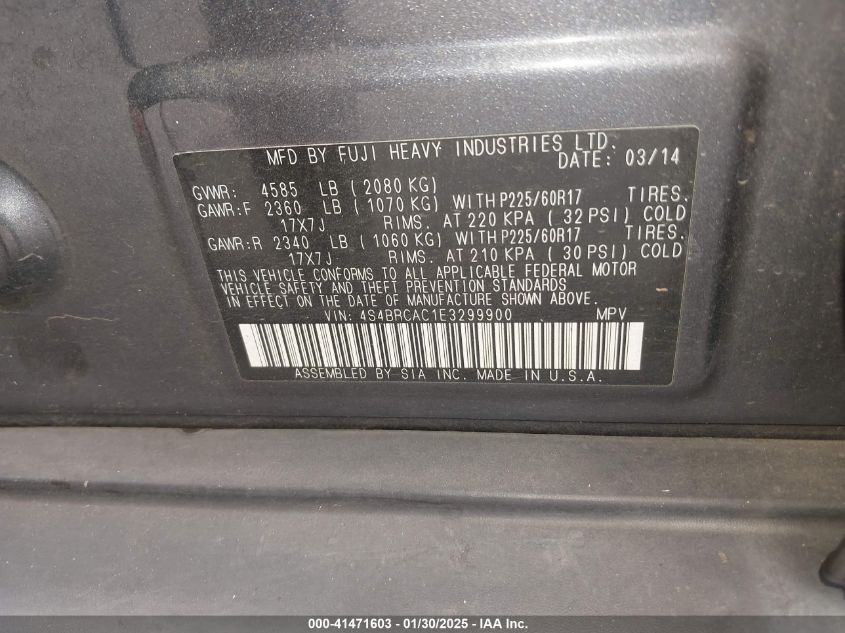 MFD BY FUJI HEAVY INDUSTRIES LTD.
DATE: 03/14
GVWR: 4585 LB ( 2080 KG)
GAWR:F 2360 LB ( 1070 KG) WITH P225/60R17 TIRES.
17X7J RIMS. AT 220 KPA ( 32 PSI) COLD
GAWR:R 2340 LB ( 1060 KG) WITH P225/60R17 TIRES.
17X7J RIMS. AT 210 KPA ( 30 PSI) COLD
THIS VEHICLE CONFORMS TO ALL APPLICABLE FEDERAL MOTOR
VEHICLE SAFETY AND THEFT PREVENTION STANDARDS
IN EFFECT ON THE DATE OF MANUFACTURE SHOWN ABOVE.
VIN: 4S4BRCAC1E3299900 MPV
ASSEMBLED BY SIA INC. MADE IN U.S.A.
000-41471603 - 01/30/2025 - IAA Inc.